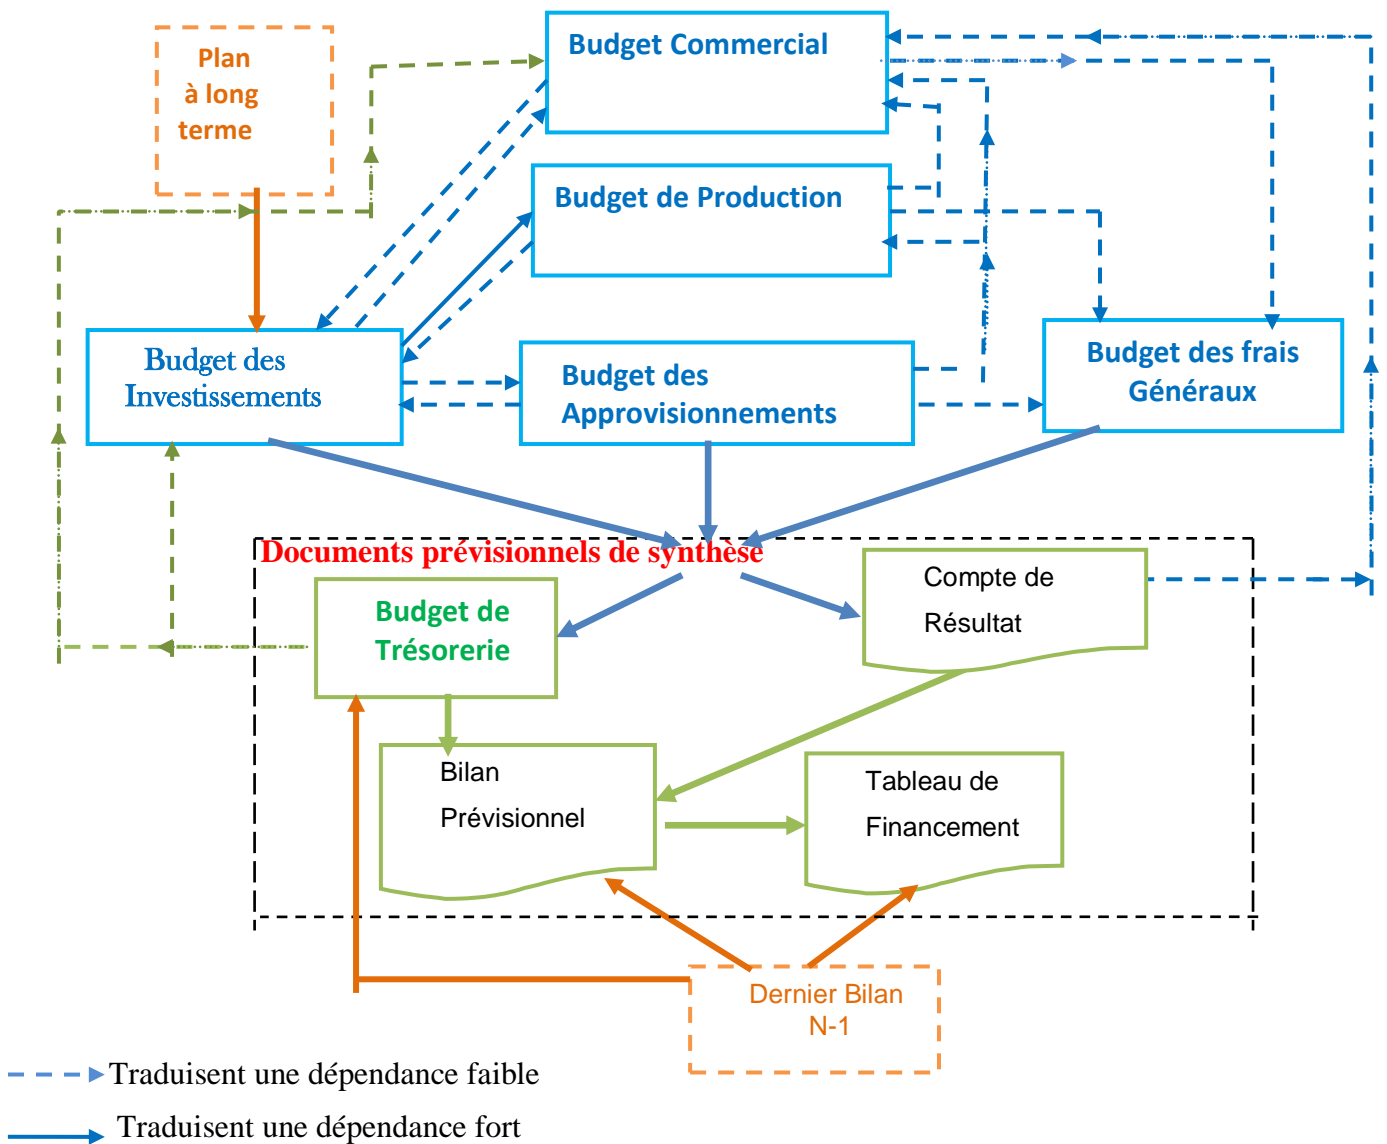 Plan
à long
terme
Budget Commercial
Budget de Production
Budget des
Investissements
Budget des
Approvisionnements
Budget des frais
Généraux
Documents prévisionnels de synthèse
Budget de
Trésorerie
Compte de
Résultat
Bilan
Prévisionnel
Tableau de
Financement
Dernier Bilan
N-1
Traduisent une dépendance faible
Traduisent une dépendance fort